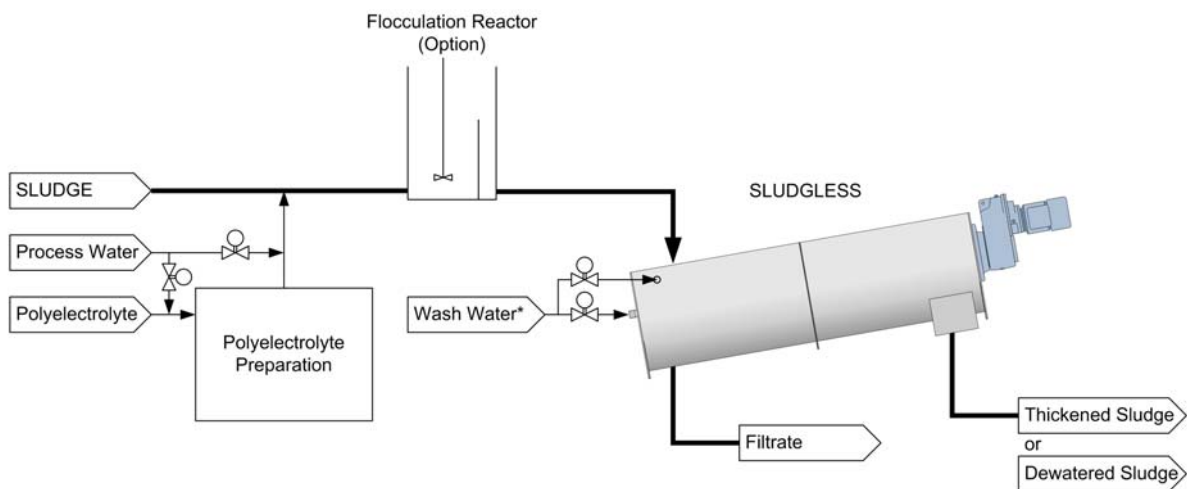 Flocculation Reactor
(Option)
SLUDGE
SLUDGLESS
Process Water
Polyelectrolyte
Wash Water*
Polyelectrolyte
Preparation
Thickened Sludge
or
Filtrate
Dewatered Sludge